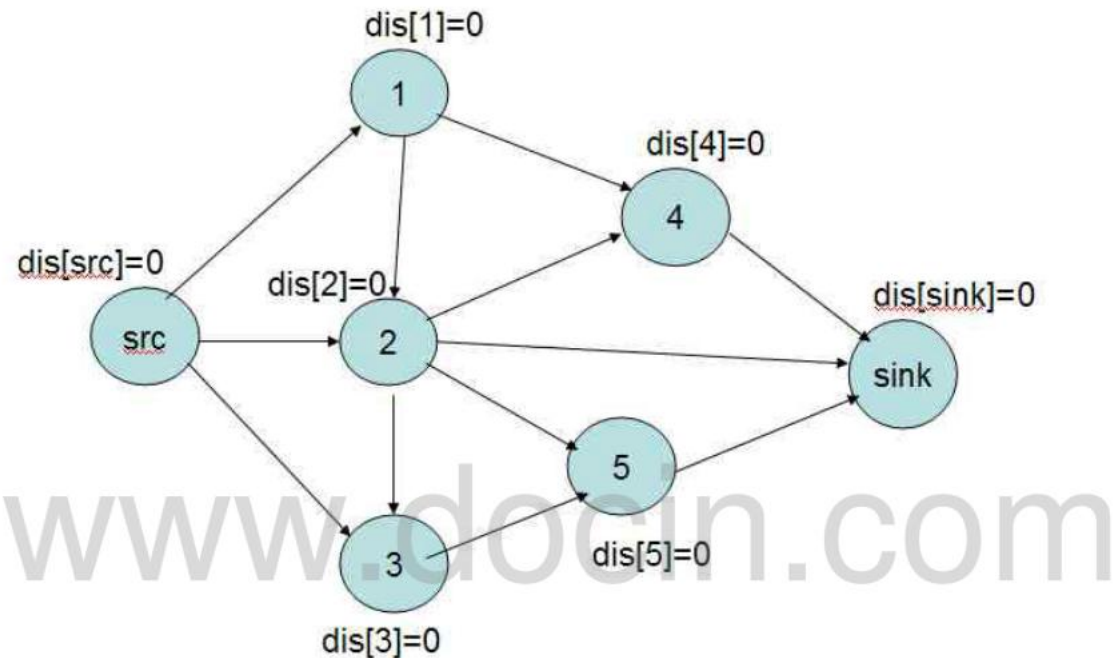 dis[1]=0
1
dis[4]=0
4
dis[src]=0
dis[2]=0
dis[sink]=0
src
2
sink
5
www.docin.com
dis[5]=0
3
dis[3]=0